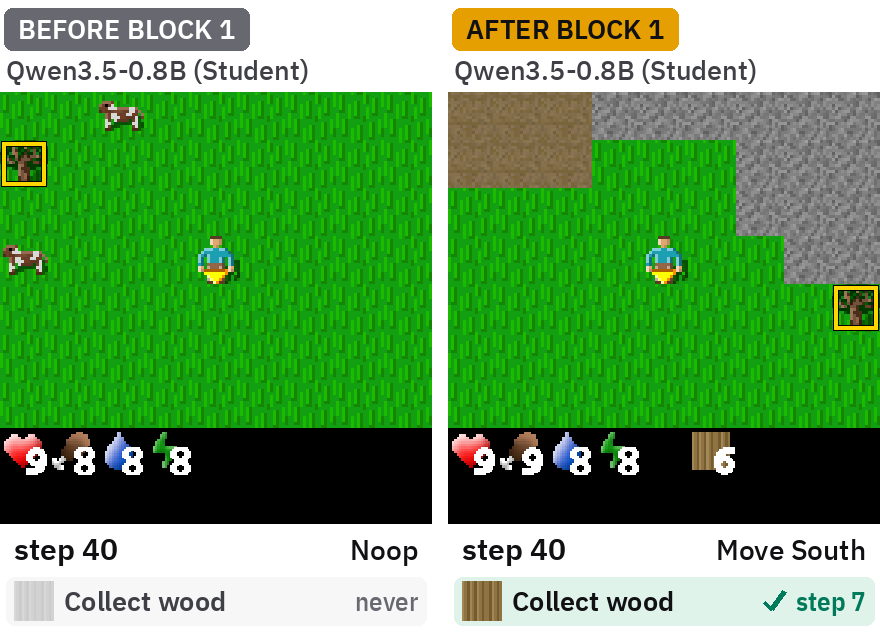 BEFORE BLOCK 1
Qwen3.5-0.8B (Student)
9 8 8 8
step 40 Noop
Collect wood never
AFTER BLOCK 1
Qwen3.5-0.8B (Student)
9 9 8 8 6
step 40 Move South
Collect wood ✓ step 7